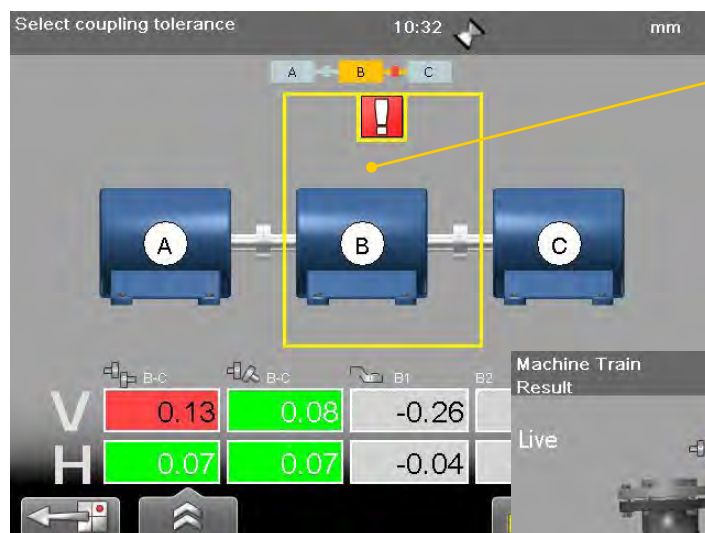 Select coupling tolerance 10:32 mm
A B C
A B C
B-C B-C B1 B2
V 0.13 0.08 -0.26
H 0.07 0.07 -0.04
Machine Train
Result
Live